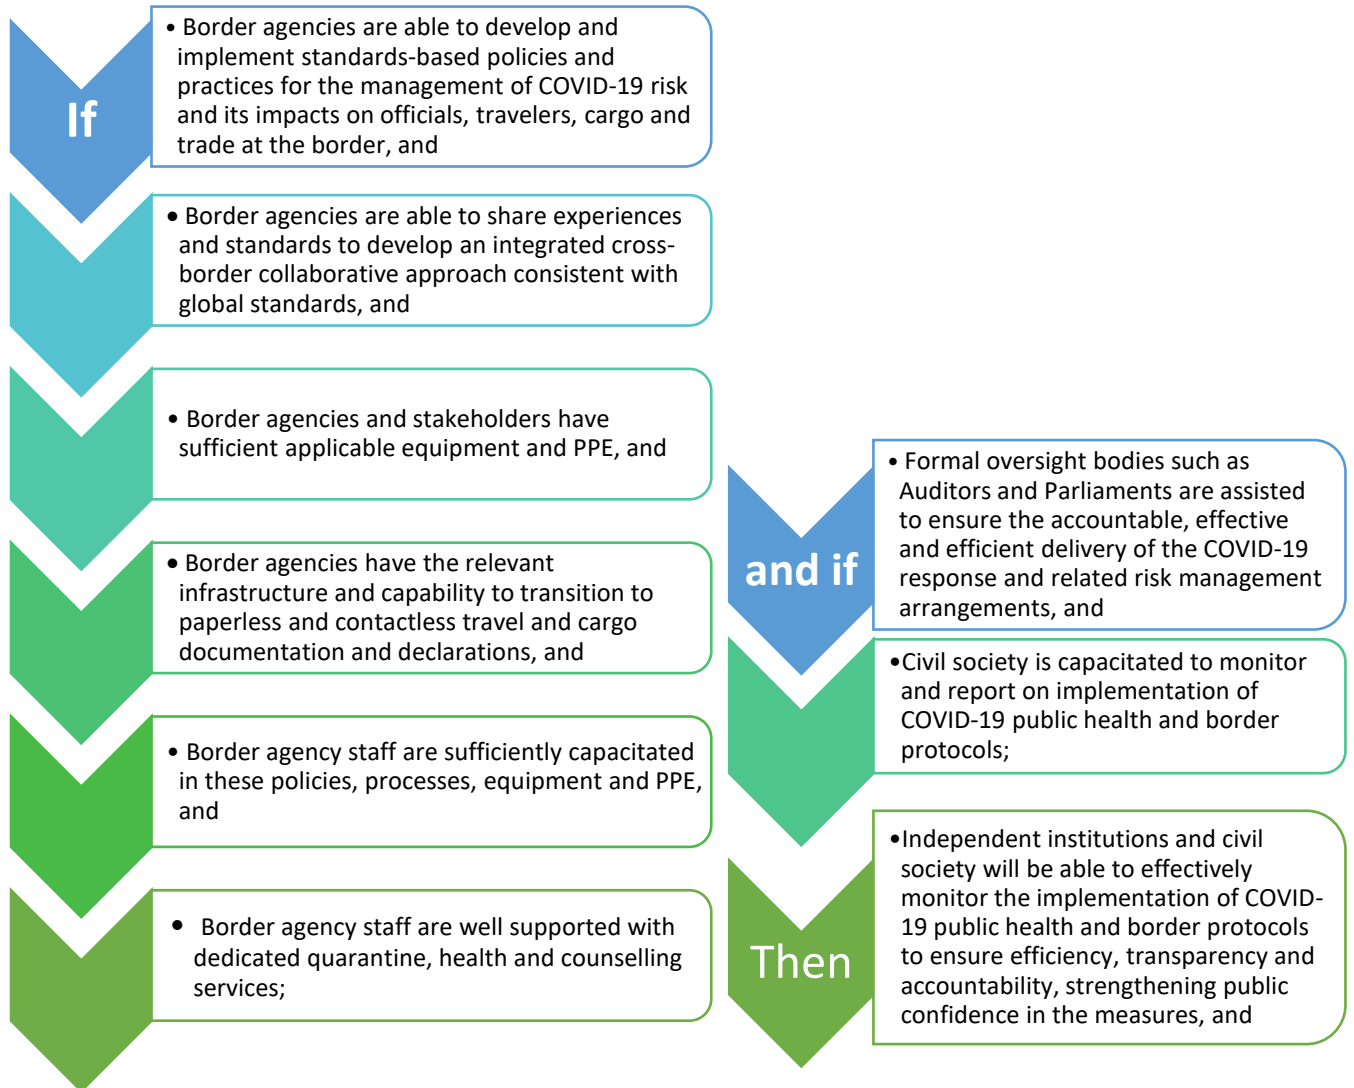 If
• Border agencies are able to develop and
implement standards-based policies and
practices for the management of COVID-19 risk
and its impacts on officials, travelers, cargo and
trade at the border, and
• Border agencies are able to share experiences
and standards to develop an integrated cross-
border collaborative approach consistent with
global standards, and
• Border agencies and stakeholders have
sufficient applicable equipment and PPE, and
• Border agencies have the relevant
infrastructure and capability to transition to
paperless and contactless travel and cargo
documentation and declarations, and
• Border agency staff are sufficiently capacitated
in these policies, processes, equipment and PPE,
and
• Border agency staff are well supported with
dedicated quarantine, health and counselling
services;
and if
• Formal oversight bodies such as
Auditors and Parliaments are assisted
to ensure the accountable, effective
and efficient delivery of the COVID-19
response and related risk management
arrangements, and
•Civil society is capacitated to monitor
and report on implementation of
COVID-19 public health and border
protocols;
Then
•Independent institutions and civil
society will be able to effectively
monitor the implementation of COVID-
19 public health and border protocols
to ensure efficiency, transparency and
accountability, strengthening public
confidence in the measures, and